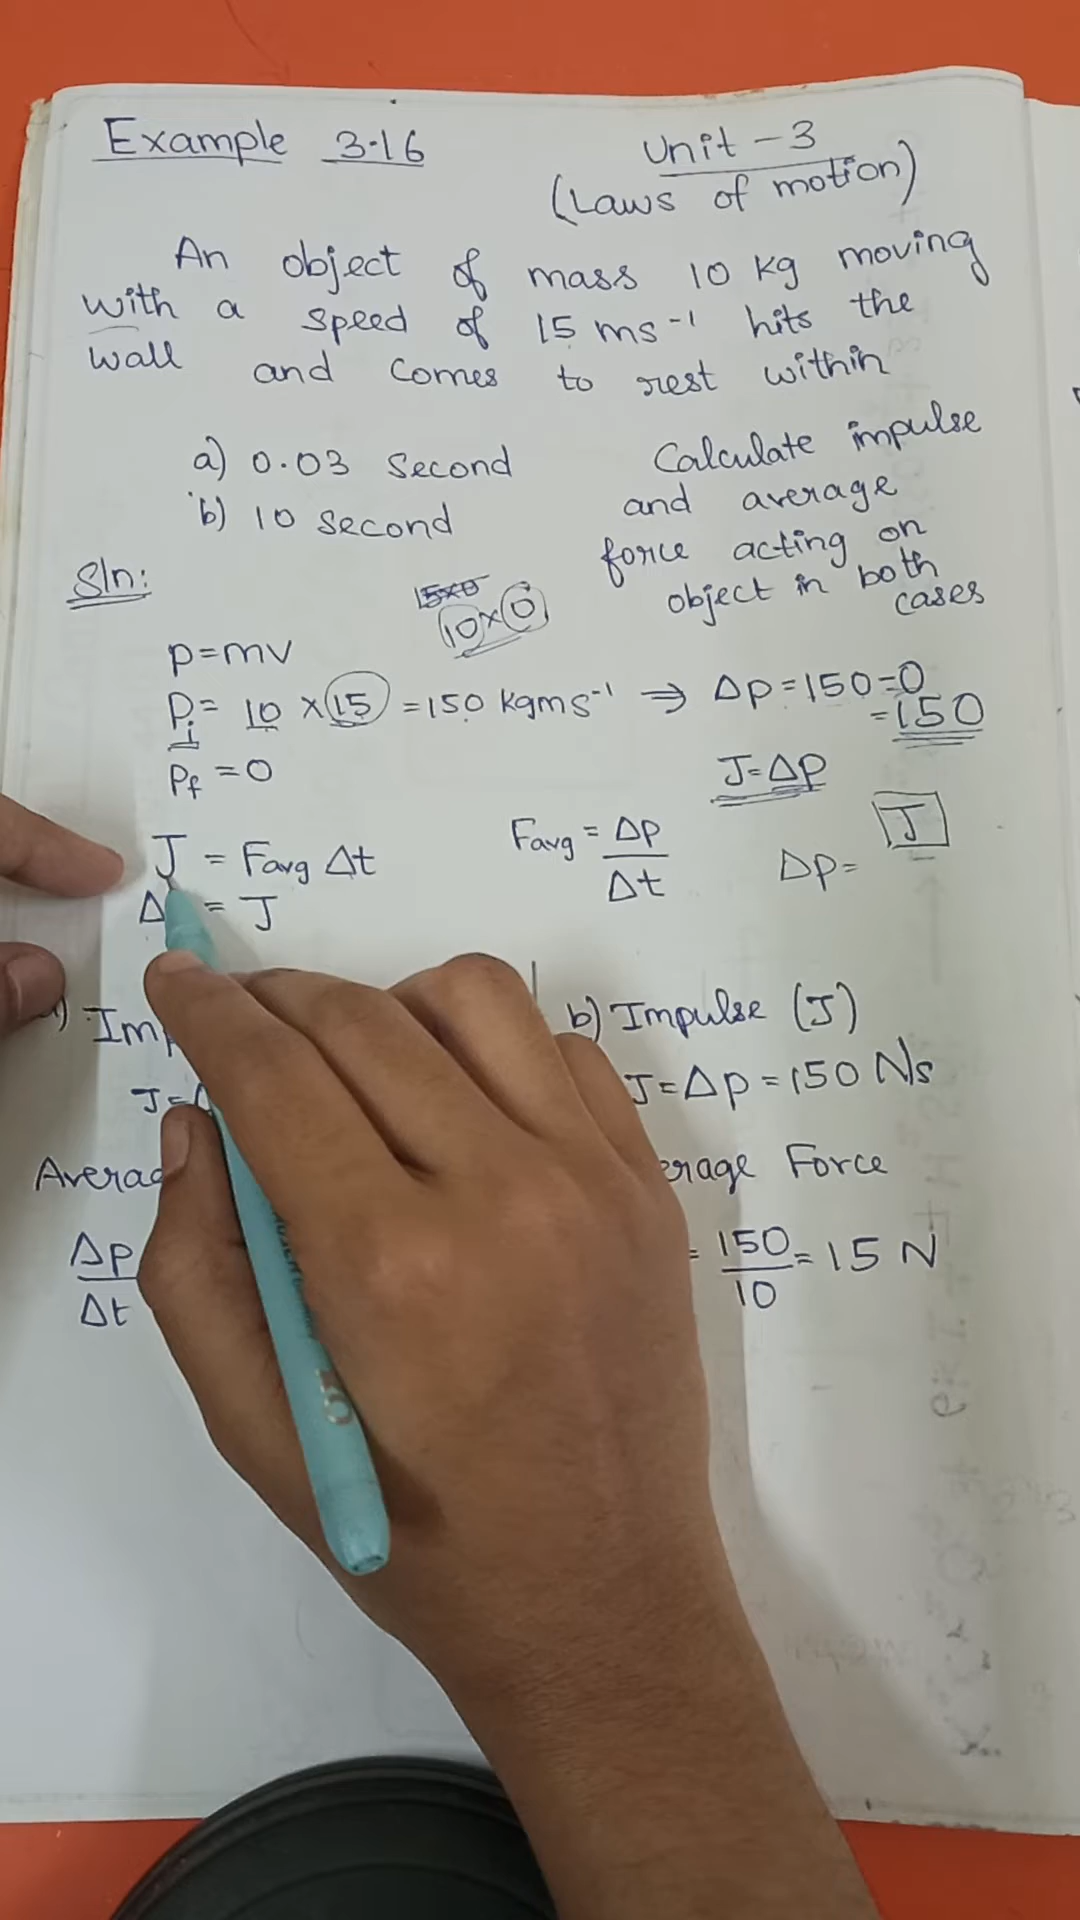 Example 3.16
Unit - 3
(Laws of motion)
An object of mass 10 kg moving
with a speed of 15 ms⁻¹ hits the
wall and comes to rest within
a) 0.03 second
b) 10 second
Calculate impulse
and average
force acting on
object in both
cases
Sln:
10×0
p=mv
Pi = 10 × 15 = 150 kgms⁻¹ ⇒ Δp = 150-0
= 150
Pf = 0
J=Δp
J = Favg Δt
Favg = Δp/Δt
Δp=
J
= J
b) Impulse (J)
J=Δp=150 Ns
Force
Δp/Δt
= 150/10 = 15 N